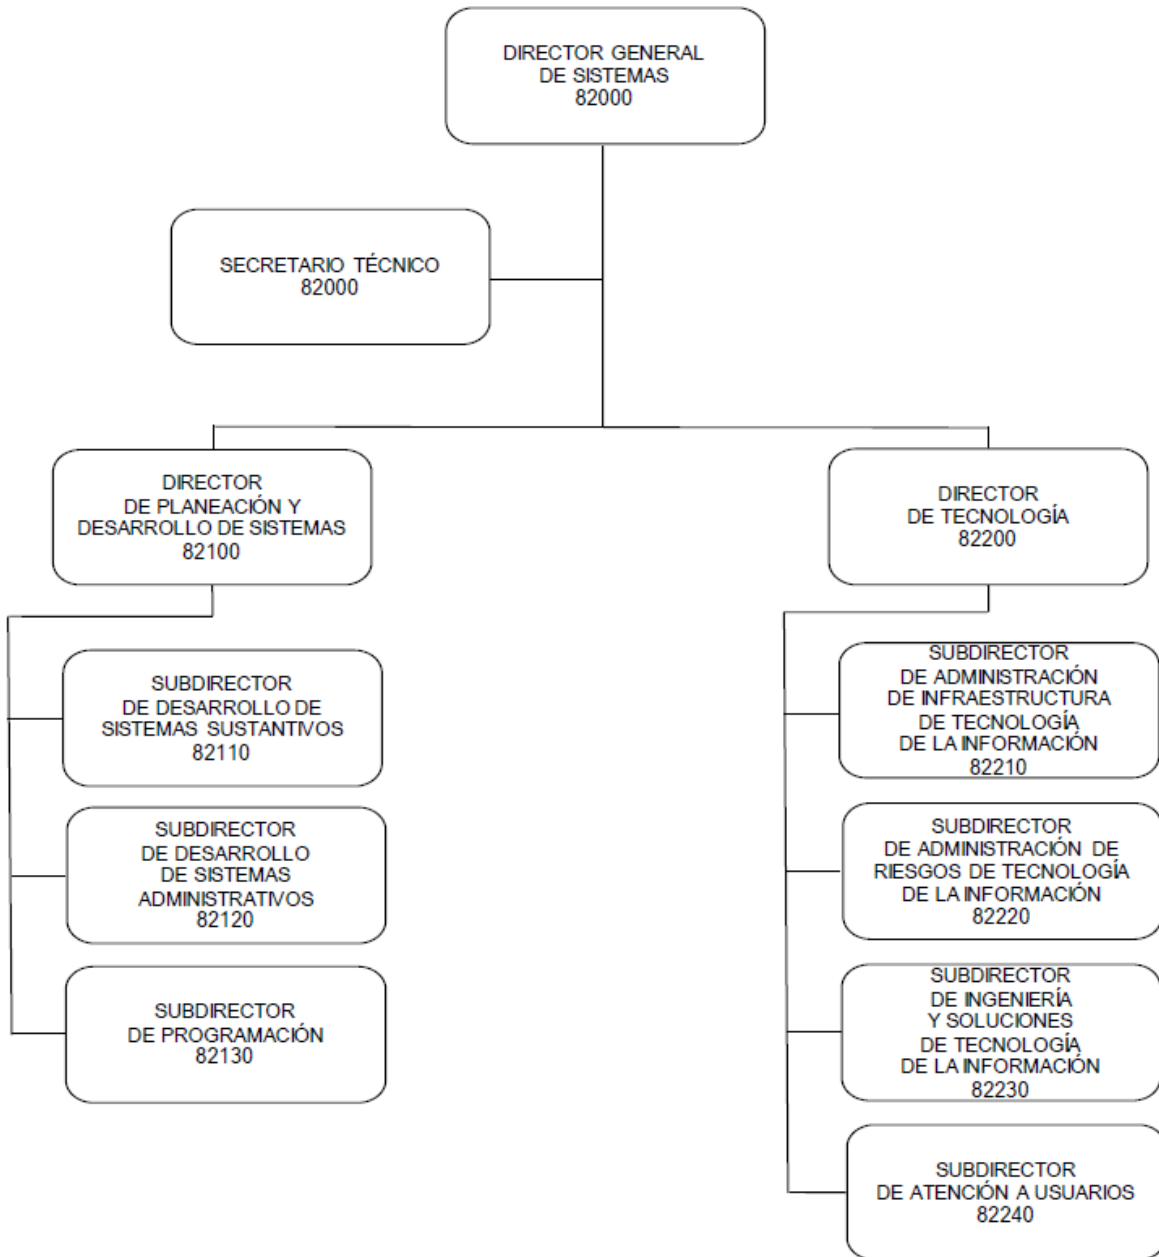 DIRECTOR GENERAL
DE SISTEMAS
82000
SECRETARIO TÉCNICO
82000
DIRECTOR
DE PLANEACIÓN Y
DESARROLLO DE SISTEMAS
82100
SUBDIRECTOR
DE DESARROLLO DE
SISTEMAS SUSTANTIVOS
82110
SUBDIRECTOR
DE DESARROLLO
DE SISTEMAS
ADMINISTRATIVOS
82120
SUBDIRECTOR
DE PROGRAMACIÓN
82130
DIRECTOR
DE TECNOLOGÍA
82200
SUBDIRECTOR
DE ADMINISTRACIÓN
DE INFRAESTRUCTURA
DE TECNOLOGÍA
DE LA INFORMACIÓN
82210
SUBDIRECTOR
DE ADMINISTRACIÓN DE
RIESGOS DE TECNOLOGÍA
DE LA INFORMACIÓN
82220
SUBDIRECTOR
DE INGENIERÍA
Y SOLUCIONES
DE TECNOLOGÍA
DE LA INFORMACIÓN
82230
SUBDIRECTOR
DE ATENCIÓN A USUARIOS
82240